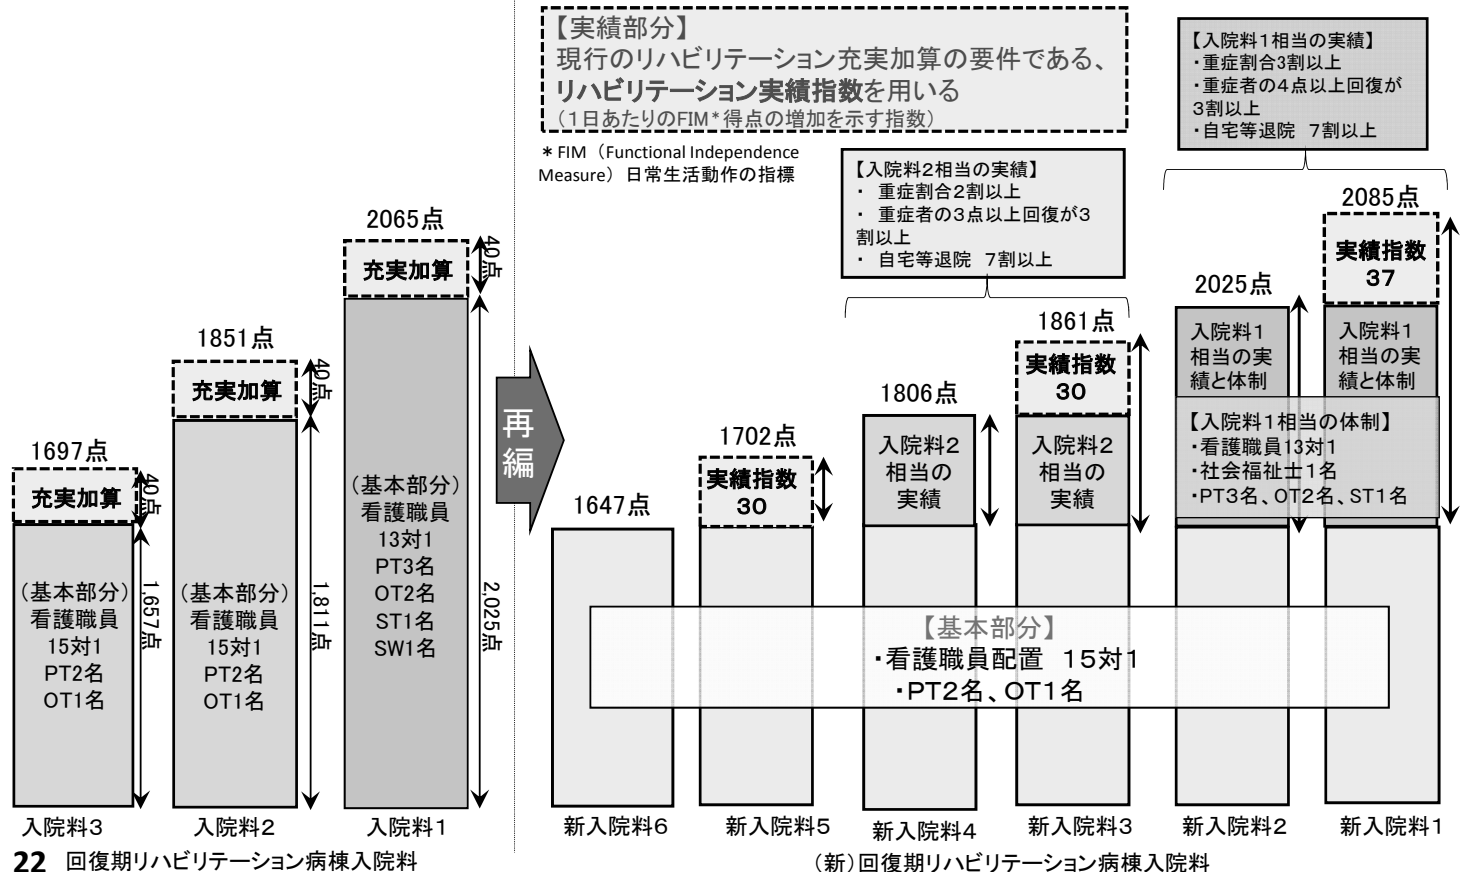 【実績部分】
現行のリハビリテーション充実加算の要件である、
リハビリテーション実績指数を用いる
(1日あたりのFIM*得点の増加を示す指数)
* FIM (Functional Independence
Measure) 日常生活動作の指標
【入院料1相当の実績】
・重症割合3割以上
・重症者の4点以上回復が
3割以上
・自宅等退院 7割以上
【入院料2相当の実績】
・ 重症割合2割以上
・ 重症者の3点以上回復が3
割以上
・ 自宅等退院 7割以上
1697点
充実加算
40点
(基本部分)
看護職員
15対1
PT2名
OT1名
1,657点
入院料3
1851点
充実加算
40点
(基本部分)
看護職員
15対1
PT2名
OT1名
1,811点
入院料2
2065点
充実加算
40点
(基本部分)
看護職員
13対1
PT3名
OT2名
ST1名
SW1名
2,025点
入院料1
再
編
1647点
新入院料6
1702点
実績指数
30
新入院料5
1806点
入院料2
相当の
実績
新入院料4
1861点
実績指数
30
入院料2
相当の
実績
新入院料3
2025点
入院料1
相当の実
績と体制
新入院料2
2085点
実績指数
37
入院料1
相当の実
績と体制
新入院料1
【入院料1相当の体制】
・看護職員13対1
・社会福祉士1名
・PT3名、OT2名、ST1名
【基本部分】
・看護職員配置 15対1
・PT2名、OT1名
22 回復期リハビリテーション病棟入院料
(新)回復期リハビリテーション病棟入院料